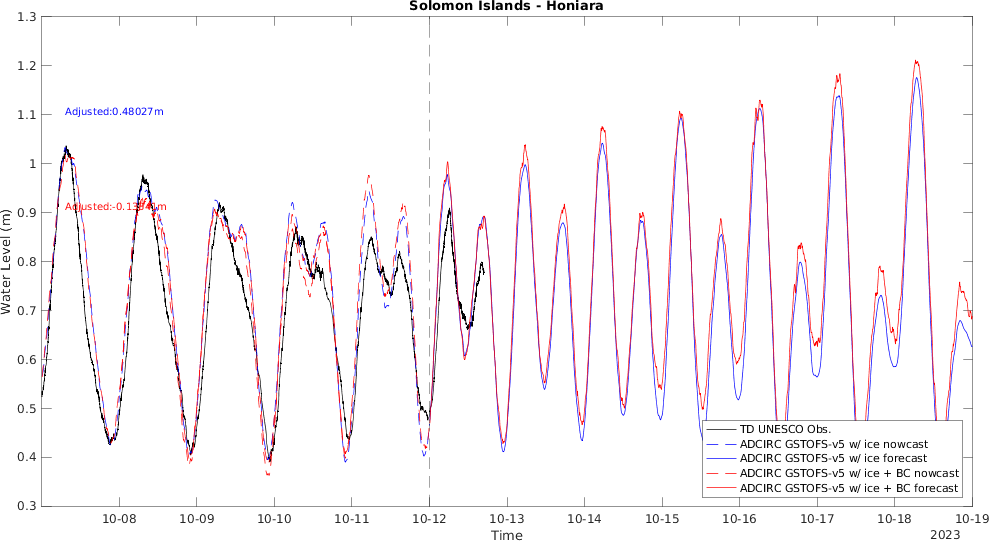 Solomon Islands - Honiara
1.3
1.2
1.1
1
0.9
0.8
0.7
0.6
0.5
0.4
0.3
Water Level (m)
Adjusted:0.48027m
TD UNESCO Obs.
ADCIRC GSTOFS-v5 w/ ice nowcast
ADCIRC GSTOFS-v5 w/ ice forecast
ADCIRC GSTOFS-v5 w/ ice + BC nowcast
ADCIRC GSTOFS-v5 w/ ice + BC forecast
10-08 10-09 10-10 10-11 10-12 10-13 10-14 10-15 10-16 10-17 10-18 10-19
Time
2023